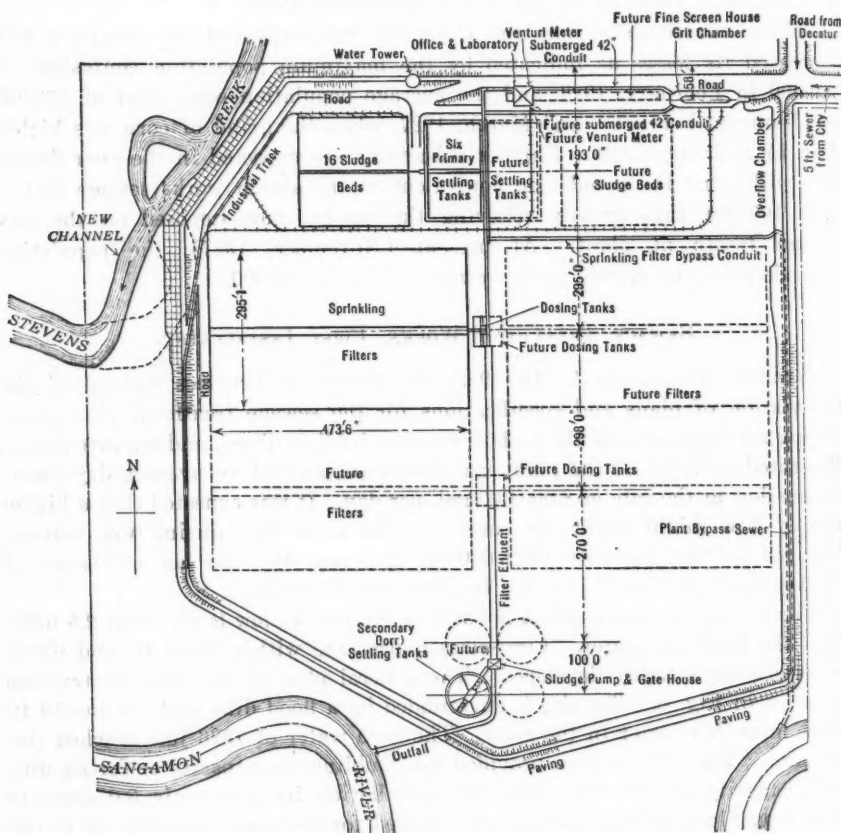 Future Fine Screen House
Grit Chamber
Road from
Decatur
Venturi Meter
Office & Laboratory
Submerged 42"
Conduit
Water Tower
Road
Road
58'
5 ft. Sewer
from City
CREEK
Industrial Track
16 Sludge
Beds
Six
Primary
Settling Tanks
Future
Settling
Tanks
Future submerged 42" Conduit
Future Venturi Meter
193'0"
Future
Sludge Beds
Overflow Chamber
NEW
CHANNEL
STEVENS
Sprinkling Filter Bypass Conduit
295'-1"
295'0"
Sprinkling
Filters
Dosing Tanks
Future Dosing Tanks
Road
Future Filters
473'6"
298'0"
N
Future
Filters
Future Dosing Tanks
Plant Bypass Sewer
270'0"
Filter Effluent
Secondary
(Dorr)
Settling Tanks
Future
100'0"
Sludge Pump & Gate House
Outfall
Paving
Paving
SANGAMON
RIVER